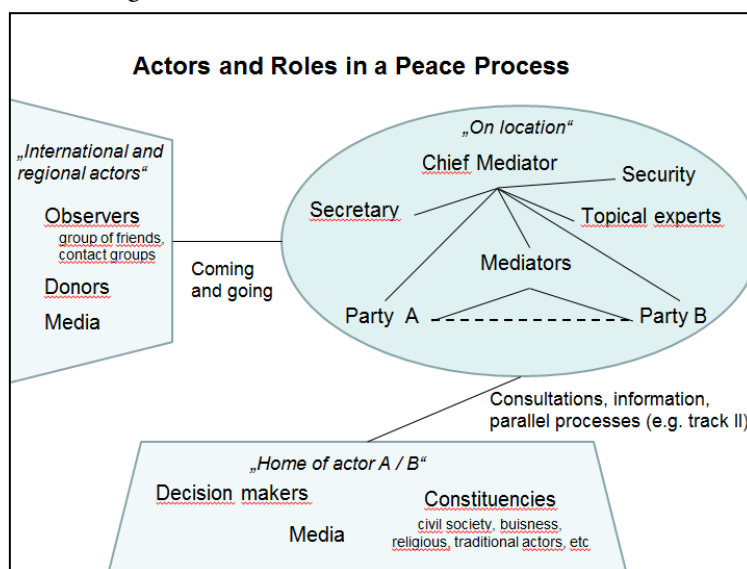 Actors and Roles in a Peace Process
„International and
regional actors“
Observers
group of friends,
contact groups
Donors
Media
Coming
and going
„On location“
Chief Mediator
Security
Secretary
Topical experts
Mediators
Party A
Party B
Consultations, information,
parallel processes (e.g. track II)
„Home of actor A / B“
Decision makers
Media
Constituencies
civil society, buisness,
religious, traditional actors, etc